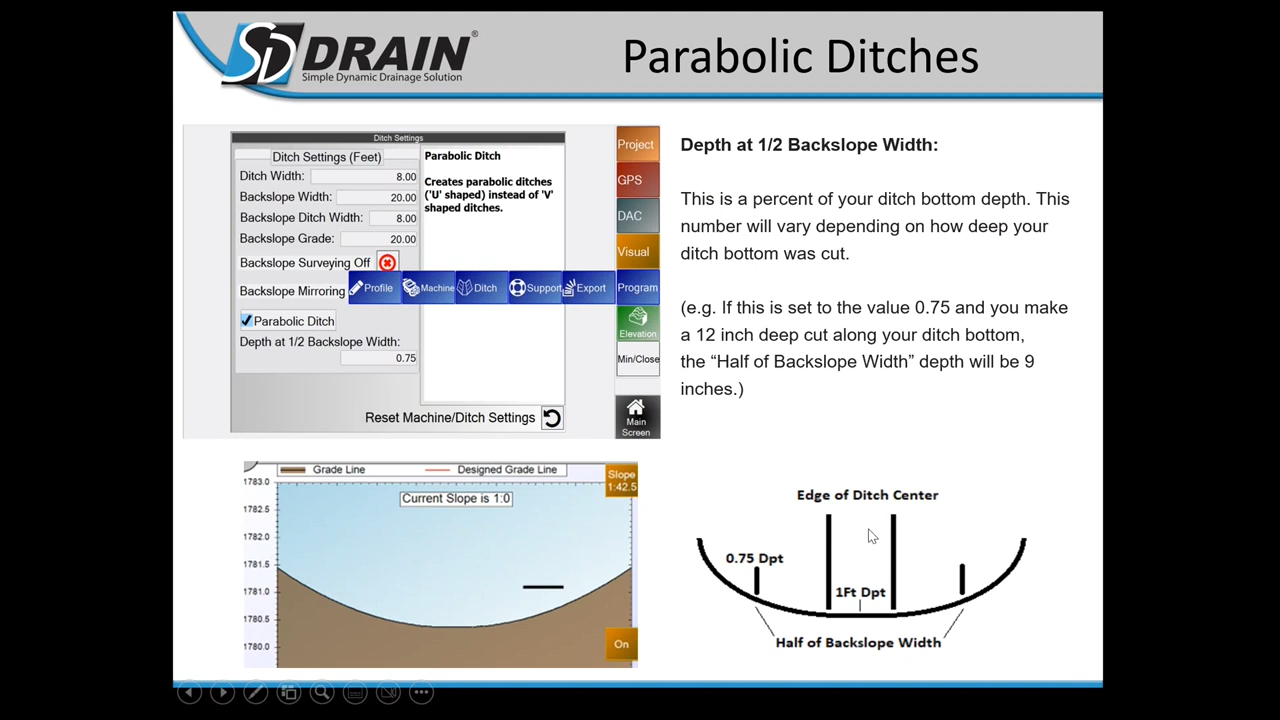 SD DRAIN®
Simple Dynamic Drainage Solution
Parabolic Ditches
Ditch Settings
Ditch Settings (Feet)
Ditch Width: 8.00
Backslope Width: 20.00
Backslope Ditch Width: 8.00
Backslope Grade: 20.00
Backslope Surveying Off
Backslope Mirroring
Parabolic Ditch
Depth at 1/2 Backslope Width:
0.75
Parabolic Ditch
Creates parabolic ditches
('U' shaped) instead of 'V'
shaped ditches.
Profile
Machine
Ditch
Support
Export
Program
Reset Machine/Ditch Settings
Project
GPS
DAC
Visual
Elevation
Min/Close
Main
Screen
Depth at 1/2 Backslope Width:
This is a percent of your ditch bottom depth. This
number will vary depending on how deep your
ditch bottom was cut.
(e.g. If this is set to the value 0.75 and you make
a 12 inch deep cut along your ditch bottom,
the “Half of Backslope Width” depth will be 9
inches.)
Grade Line
Designed Grade Line
Slope
1:42.5
Current Slope is 1:0
1783.0
1782.5
1782.0
1781.5
1781.0
1780.5
1780.0
On
Edge of Ditch Center
0.75 Dpt
1Ft Dpt
Half of Backslope Width